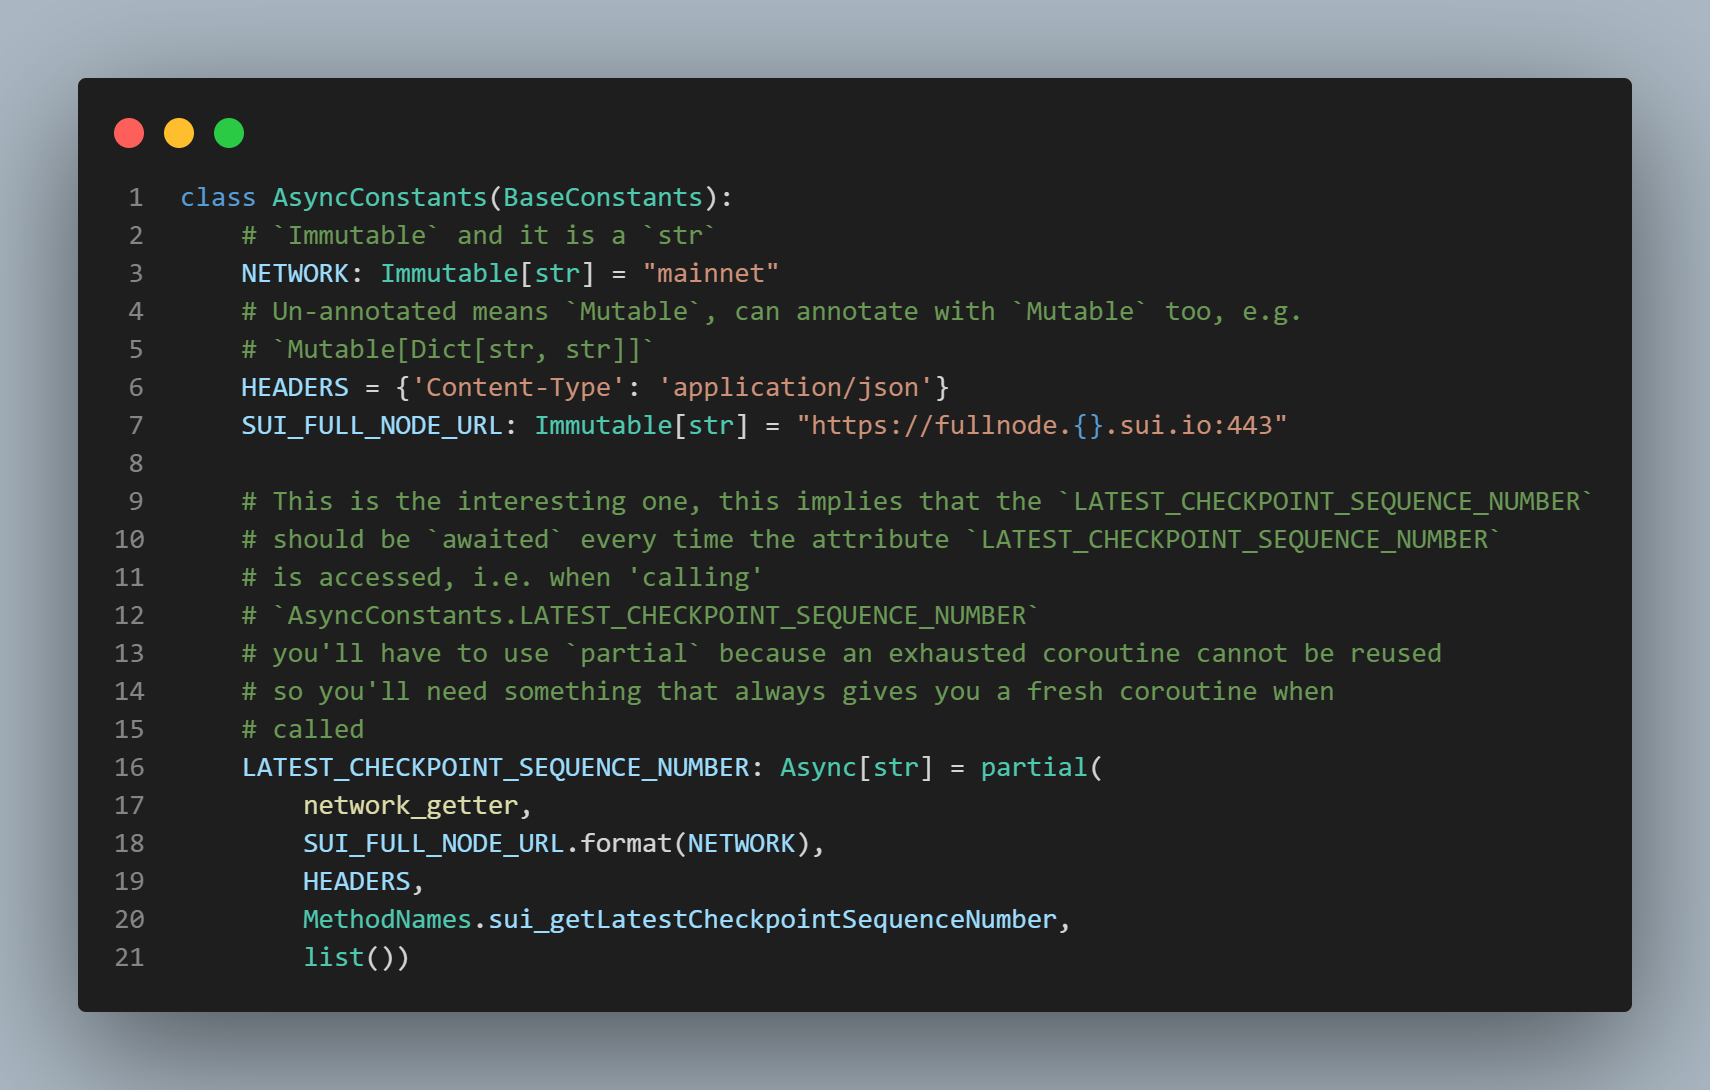 1 class AsyncConstants(BaseConstants):
2     # `Immutable` and it is a `str`
3     NETWORK: Immutable[str] = "mainnet"
4     # Un-annotated means `Mutable`, can annotate with `Mutable` too, e.g.
5     # `Mutable[Dict[str, str]]`
6     HEADERS = {'Content-Type': 'application/json'}
7     SUI_FULL_NODE_URL: Immutable[str] = "https://fullnode.{}.sui.io:443"
8
9     # This is the interesting one, this implies that the `LATEST_CHECKPOINT_SEQUENCE_NUMBER`
10     # should be `awaited` every time the attribute `LATEST_CHECKPOINT_SEQUENCE_NUMBER`
11     # is accessed, i.e. when 'calling'
12     # `AsyncConstants.LATEST_CHECKPOINT_SEQUENCE_NUMBER`
13     # you'll have to use `partial` because an exhausted coroutine cannot be reused
14     # so you'll need something that always gives you a fresh coroutine when
15     # called
16     LATEST_CHECKPOINT_SEQUENCE_NUMBER: Async[str] = partial(
17         network_getter,
18         SUI_FULL_NODE_URL.format(NETWORK),
19         HEADERS,
20         MethodNames.sui_getLatestCheckpointSequenceNumber,
21         list())